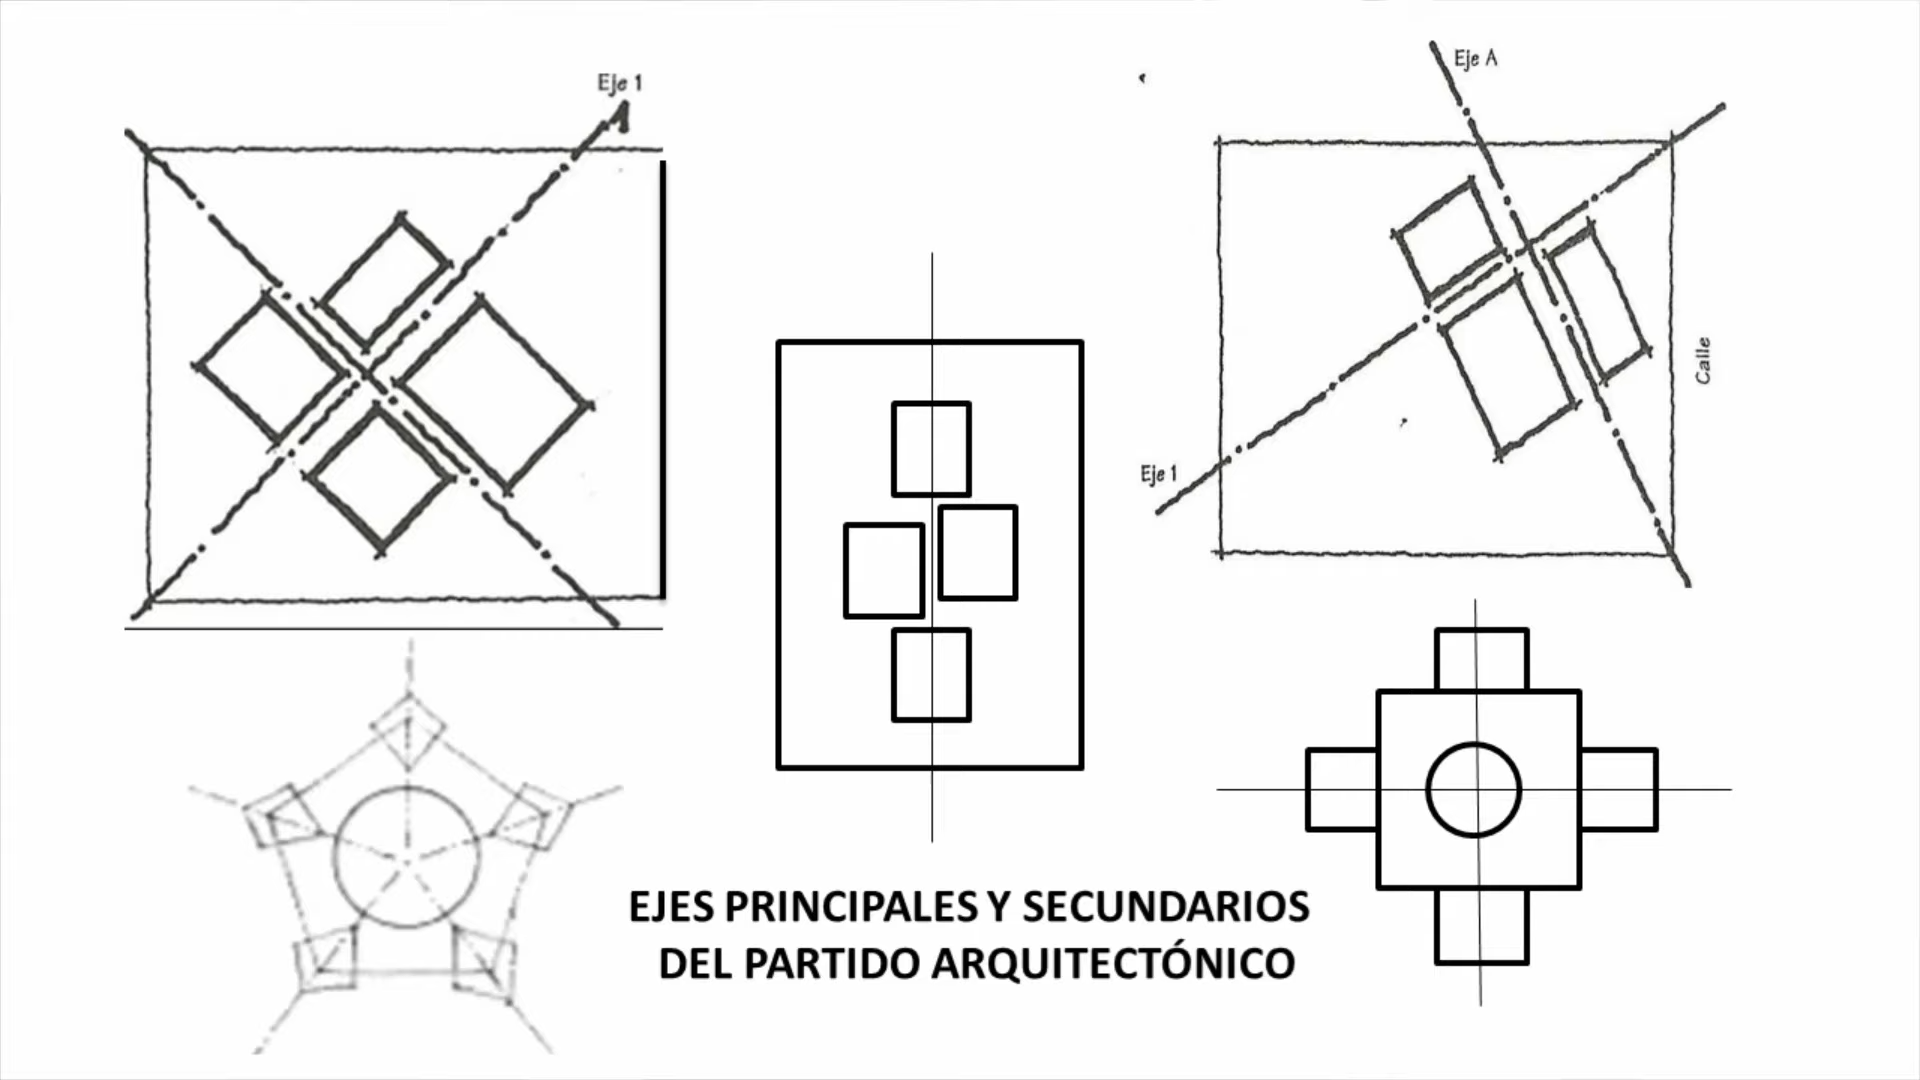 Eje 1
Eje A
Calle
Eje 1
EJES PRINCIPALES Y SECUNDARIOS
DEL PARTIDO ARQUITECTÓNICO